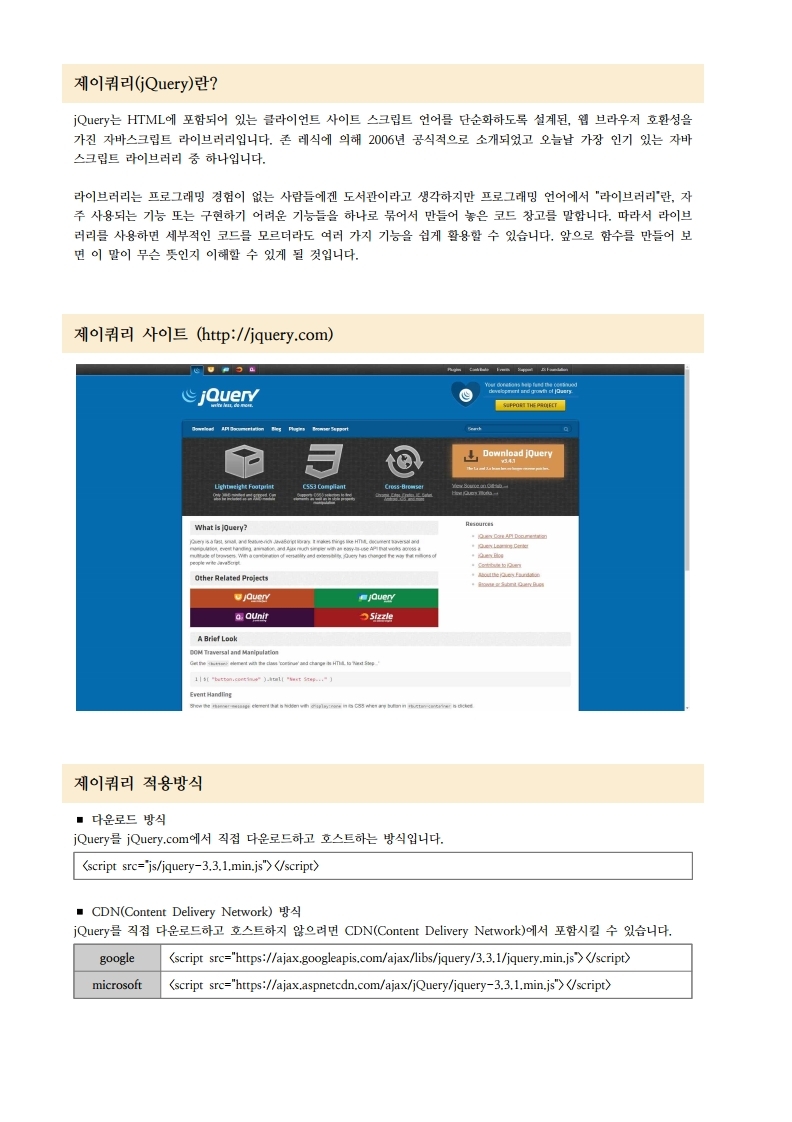 제이쿼리(jQuery)란?
jQuery는 HTML에 포함되어 있는 클라이언트 사이트 스크립트 언어를 단순화하도록 설계된, 웹 브라우저 호환성을
가진 자바스크립트 라이브러리입니다. 존 레식에 의해 2006년 공식적으로 소개되었고 오늘날 가장 인기 있는 자바
스크립트 라이브러리 중 하나입니다.
라이브러리는 프로그래밍 경험이 없는 사람들에겐 도서관이라고 생각하지만 프로그래밍 언어에서 "라이브러리"란, 자
주 사용되는 기능 또는 구현하기 어려운 기능들을 하나로 묶어서 만들어 놓은 코드 창고를 말합니다. 따라서 라이브
러리를 사용하면 세부적인 코드를 모르더라도 여러 가지 기능을 쉽게 활용할 수 있습니다. 앞으로 함수를 만들어 보
면 이 말이 무슨 뜻인지 이해할 수 있게 될 것입니다.
제이쿼리 사이트 (http://jquery.com)
Plugins Contribute Events Support JS Foundation
jQuery
write less, do more.
Your donations help fund the continued
development and growth of jQuery.
SUPPORT THE PROJECT
Download API Documentation Blog Plugins Browser Support
Search
Lightweight Footprint
Only 30kB minified and gzipped. Can
also be included as an AMD module
CSS3 Compliant
Supports CSS3 selectors to find
elements as well as in style property
manipulation
Cross-Browser
Chrome, Edge, Firefox, IE, Safari,
Android, iOS, and more
Download jQuery
v3.4.1
The 1.x and 2.x branches no longer receive patches.
View Source on GitHub →
How jQuery Works →
What is jQuery?
jQuery is a fast, small, and feature-rich JavaScript library. It makes things like HTML document traversal and
manipulation, event handling, animation, and Ajax much simpler with an easy-to-use API that works across a
multitude of browsers. With a combination of versatility and extensibility, jQuery has changed the way that millions of
people write JavaScript.
Resources
jQuery Core API Documentation
jQuery Learning Center
jQuery Blog
Contribute to jQuery
About the jQuery Foundation
Browse or Submit jQuery Bugs
Other Related Projects
jQuery
jQuery
QUnit
Sizzle
A Brief Look
DOM Traversal and Manipulation
Get the <button> element with the class 'continue' and change its HTML to 'Next Step...'
1 $( "button.continue" ).html( "Next Step..." )
Event Handling
Show the #banner-message element that is hidden with display:none in its CSS when any button in #button-container is clicked.
제이쿼리 적용방식
■ 다운로드 방식
jQuery를 jQuery.com에서 직접 다운로드하고 호스트하는 방식입니다.
<script src="js/jquery-3.3.1.min.js"></script>
■ CDN(Content Delivery Network) 방식
jQuery를 직접 다운로드하고 호스트하지 않으려면 CDN(Content Delivery Network)에서 포함시킬 수 있습니다.
google <script src="https://ajax.googleapis.com/ajax/libs/jquery/3.3.1/jquery.min.js"></script>
microsoft <script src="https://ajax.aspnetcdn.com/ajax/jQuery/jquery-3.3.1.min.js"></script>